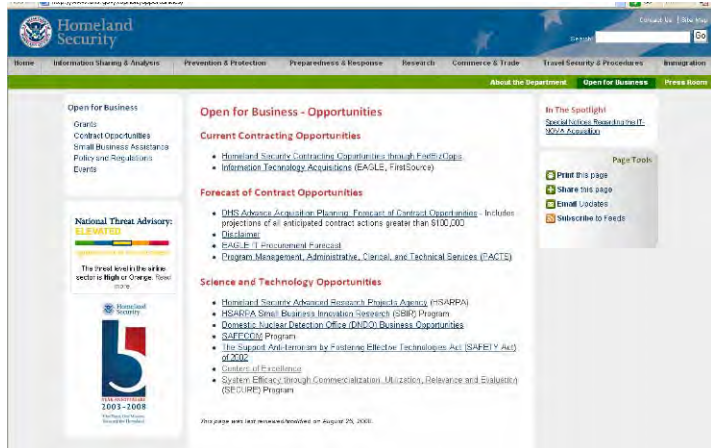 Homeland
Security
Contact Us | Site Map
Search:
Go
Home
Information Sharing & Analysis
Prevention & Protection
Preparedness & Response
Research
Commerce & Trade
Travel Security & Procedures
Immigration
About the Department
Open for Business
Press Room
Open for Business
Grants
Contract Opportunities
Small Business Assistance
Policy and Regulations
Events
National Threat Advisory:
ELEVATED
The threat level in the airline
sector is High or Orange. Read
more.
Homeland
Security
2003-2008
Open for Business - Opportunities
Current Contracting Opportunities
Homeland Security Contracting Opportunities through FedBizOpps
Information Technology Acquisitions (EAGLE, FirstSource)
Forecast of Contract Opportunities
DHS Advance Acquisition Planning: Forecast of Contract Opportunities - Includes
projections of all anticipated contract actions greater than $100,000
Disclaimer
EAGLE IT Procurement Forecast
Program Management, Administrative, Clerical, and Technical Services (PACTS)
Science and Technology Opportunities
Homeland Security Advanced Research Projects Agency (HSARPA)
HSARPA Small Business Innovation Research (SBIR) Program
Domestic Nuclear Detection Office (DNDO) Business Opportunities
SAFECOM Program
The Support Anti-terrorism by Fostering Effective Technologies Act (SAFETY Act)
of 2002
Centers of Excellence
System Efficacy through Commercialization, Utilization, Relevance and Evaluation
(SECURE) Program
This page was last reviewed/modified on August 26, 2008.
In The Spotlight
Special Notices Regarding the IT-
NOVA Acquisition
Page Tools
Print this page
Share this page
Email Updates
Subscribe to Feeds